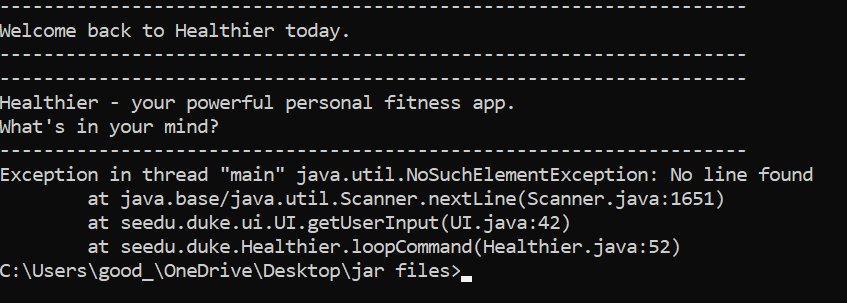 --------------------------------------------------------------------
Welcome back to Healthier today.
--------------------------------------------------------------------
--------------------------------------------------------------------
Healthier - your powerful personal fitness app.
What's in your mind?
--------------------------------------------------------------------
Exception in thread "main" java.util.NoSuchElementException: No line found
        at java.base/java.util.Scanner.nextLine(Scanner.java:1651)
        at seedu.duke.ui.UI.getUserInput(UI.java:42)
        at seedu.duke.Healthier.loopCommand(Healthier.java:52)
C:\Users\good_\OneDrive\Desktop\jar files>